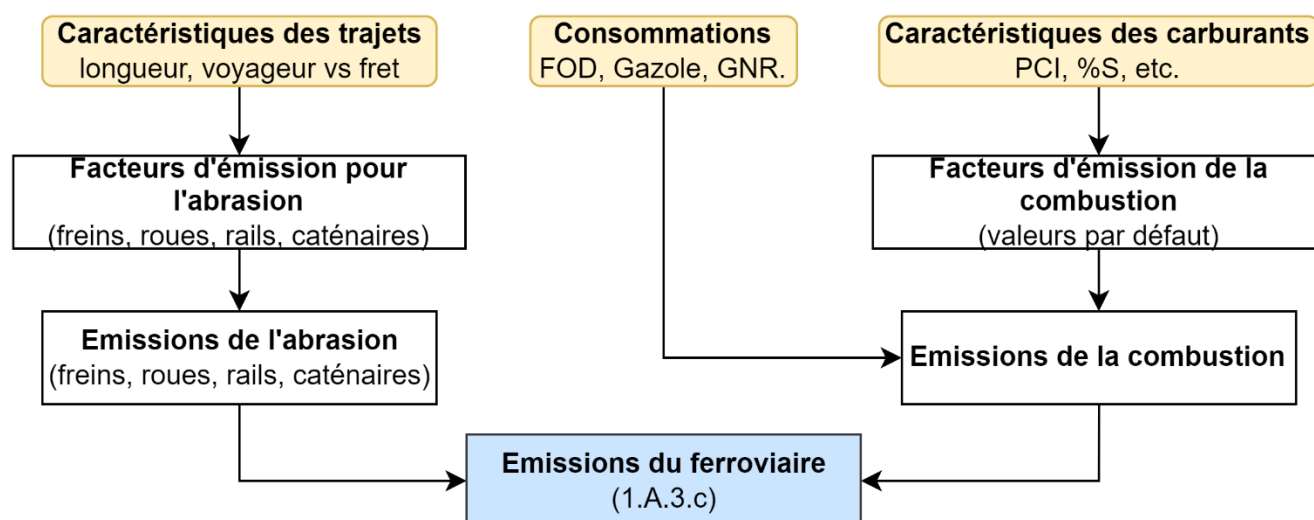 Caractéristiques des trajets
longueur, voyageur vs fret
Consommations
FOD, Gazole, GNR.
Caractéristiques des carburants
PCI, %S, etc.
Facteurs d'émission pour
l'abrasion
(freins, roues, rails, caténaires)
Facteurs d'émission de la
combustion
(valeurs par défaut)
Emissions de l'abrasion
(freins, roues, rails, caténaires)
Emissions de la combustion
Emissions du ferroviaire
(1.A.3.c)